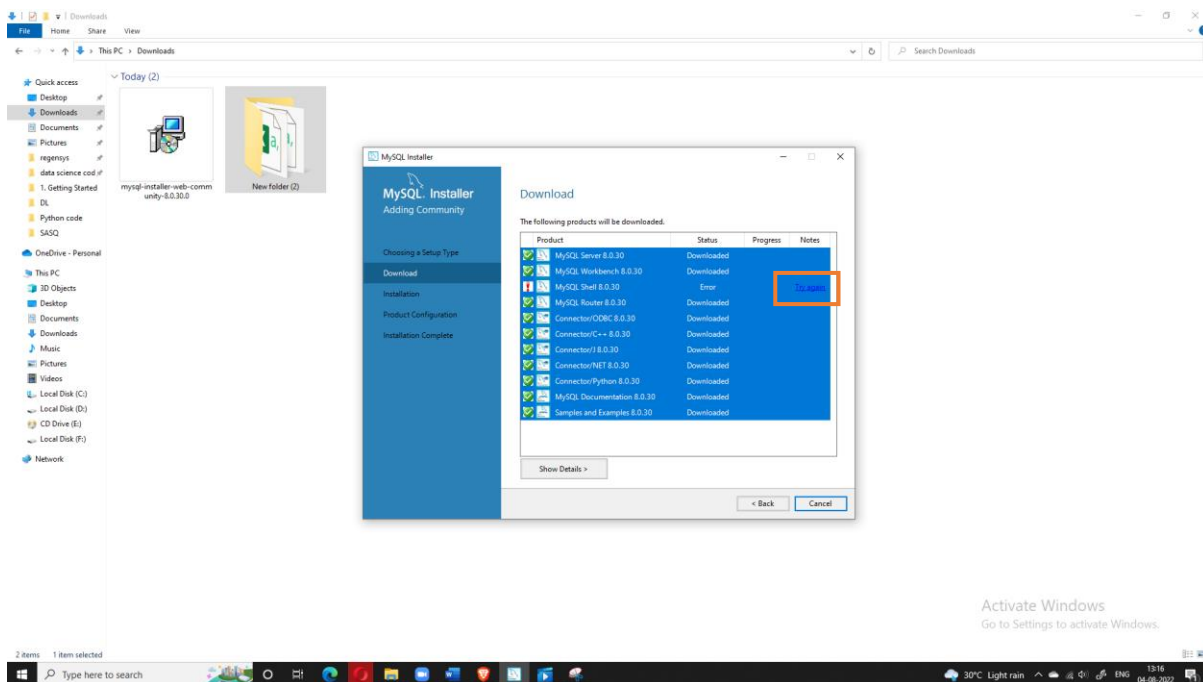 Downloads
File Home Share View
This PC > Downloads
Search Downloads
Quick access
Desktop
Downloads
Documents
Pictures
regensys
data science cod
1. Getting Started
DL
Python code
SASQ
OneDrive - Personal
This PC
3D Objects
Desktop
Documents
Downloads
Music
Pictures
Videos
Local Disk (C:)
Local Disk (D:)
CD Drive (E:)
Local Disk (F:)
Network
Today (2)
mysql-installer-web-comm
unity-8.0.30.0
New folder (2)
MySQL Installer
MySQL. Installer
Adding Community
Choosing a Setup Type
Download
Installation
Product Configuration
Installation Complete
Download
The following products will be downloaded.
Product Status Progress Notes
MySQL Server 8.0.30 Downloaded
MySQL Workbench 8.0.30 Downloaded
MySQL Shell 8.0.30 Error Try again
MySQL Router 8.0.30 Downloaded
Connector/ODBC 8.0.30 Downloaded
Connector/C++ 8.0.30 Downloaded
Connector/J 8.0.30 Downloaded
Connector/NET 8.0.30 Downloaded
Connector/Python 8.0.30 Downloaded
MySQL Documentation 8.0.30 Downloaded
Samples and Examples 8.0.30 Downloaded
Show Details >
< Back Cancel
Activate Windows
Go to Settings to activate Windows.
2 items 1 item selected
Type here to search
30°C Light rain ENG 13:16
04-08-2022